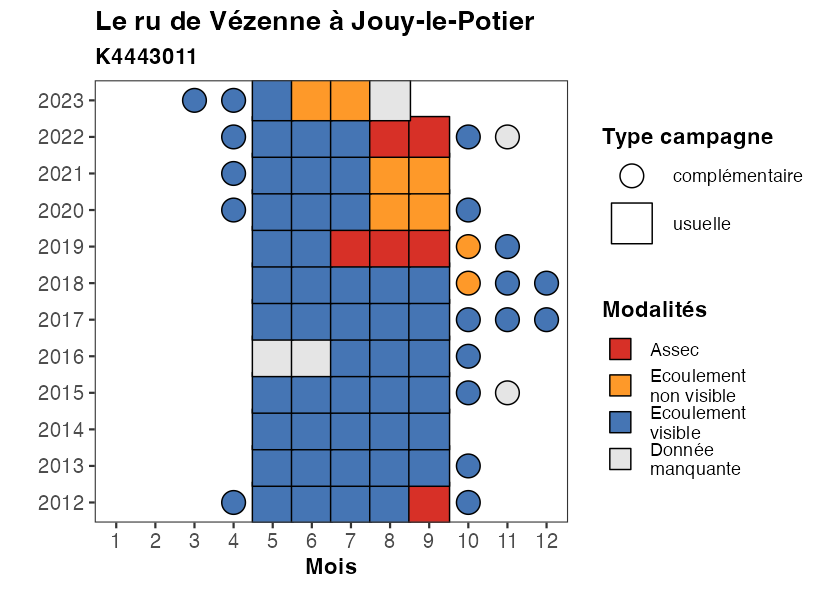 Le ru de Vézenne à Jouy-le-Potier
K4443011
2023
2022
2021
2020
2019
2018
2017
2016
2015
2014
2013
2012
1 2 3 4 5 6 7 8 9 10 11 12
Mois
Type campagne
complémentaire
usuelle
Modalités
Assec
Ecoulement
non visible
Ecoulement
visible
Donnée
manquante